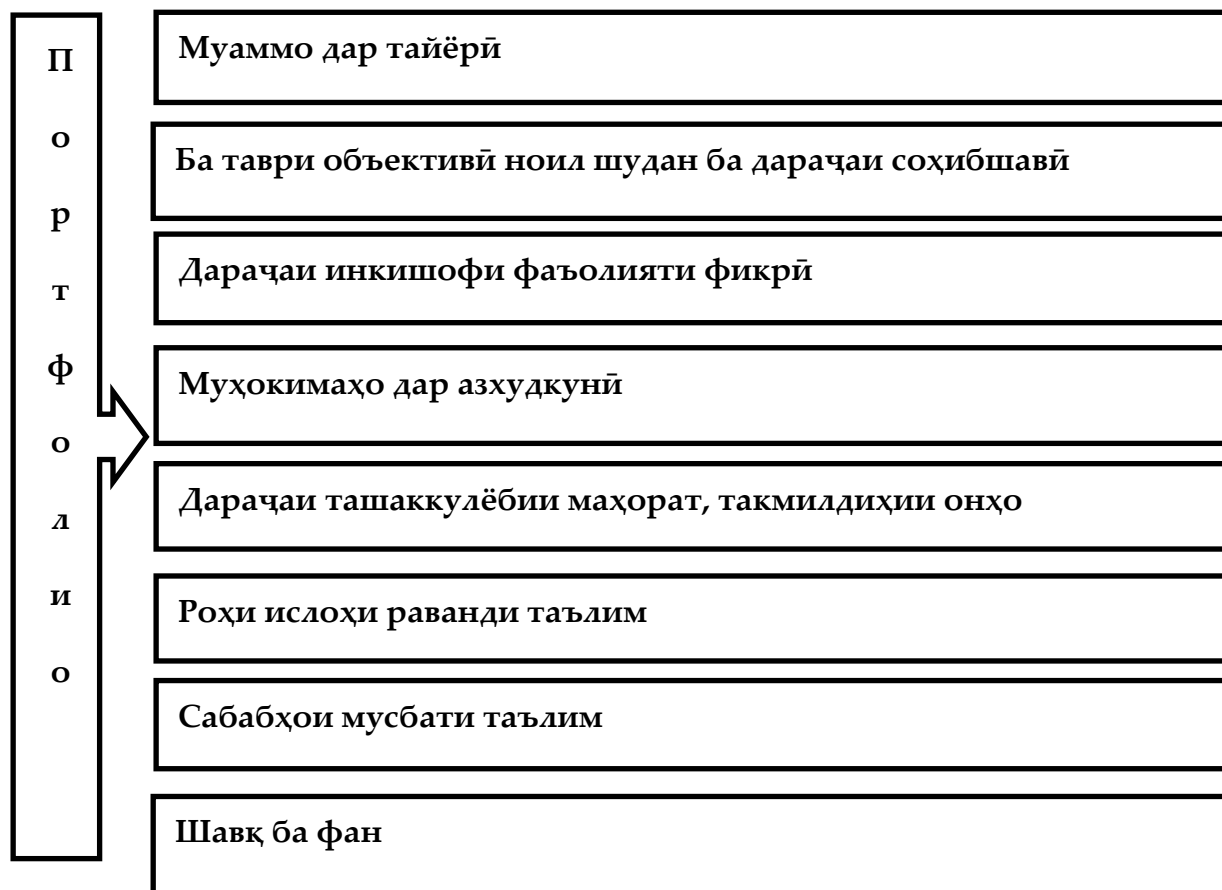 Портфолио
Муаммо дар тайёрӣ
Ба таври объективӣ ноил шудан ба дараҷаи соҳибшавӣ
Дараҷаи инкишофи фаъолияти фикрӣ
Муҳокимаҳо дар азхудкунӣ
Дараҷаи ташаккулёбии маҳорат, такмилдиҳии онҳо
Роҳи ислоҳи раванди таълим
Сабабҳои мусбати таълим
Шавқ ба фан